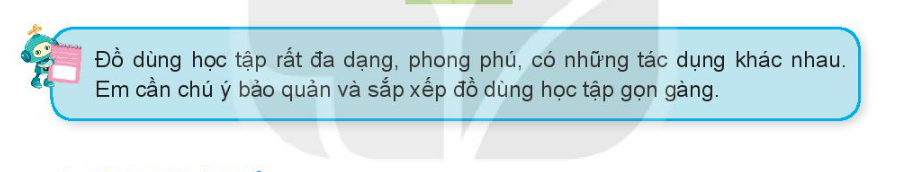 Đồ dùng học tập rất đa dạng, phong phú, có những tác dụng khác nhau.
Em cần chú ý bảo quản và sắp xếp đồ dùng học tập gọn gàng.